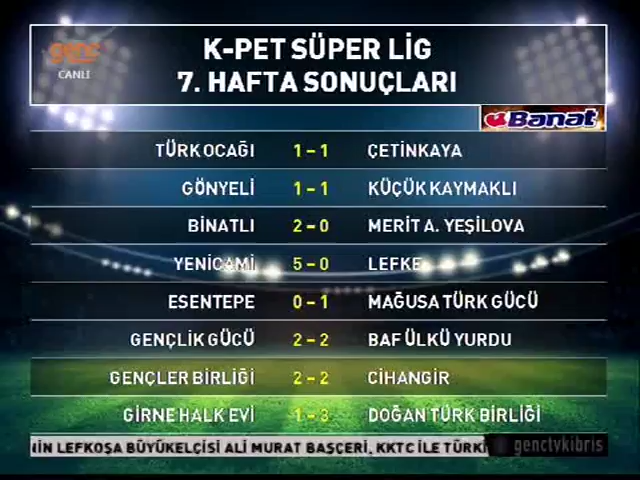 genç
CANLI
K-PET SÜPER LİG
7. HAFTA SONUÇLARI
Banat
TÜRK OCAĞI 1 – 1 ÇETİNKAYA
GÖNYELİ 1 – 1 KÜÇÜK KAYMAKLI
BİNATLI 2 – 0 MERİT A. YEŞİLOVA
YENİCAMİ 5 – 0 LEFKE
ESENTEPE 0 – 1 MAĞUSA TÜRK GÜCÜ
GENÇLİK GÜCÜ 2 – 2 BAF ÜLKÜ YURDU
GENÇLER BİRLİĞİ 2 – 2 CİHANGİR
GİRNE HALK EVİ 1 – 3 DOĞAN TÜRK BİRLİĞİ
NİN LEFKOŞA BÜYÜKELÇİSİ ALİ MURAT BAŞÇERİ, KKTC İLE TÜRKİ genctvkibris